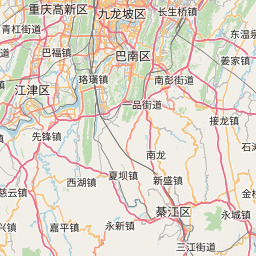 重庆高新区
九龙坡区
长生桥镇
青杠街道
巴福镇
巴南区
东温泉
珞璜镇
南彭街道
姜家镇
江津区
一品街道
接龙镇
先锋镇
石滩
南龙
夏坝镇
西湖镇
新盛镇
慈云镇
金
綦江区
永城镇
嘉平镇
永新镇
三江街道